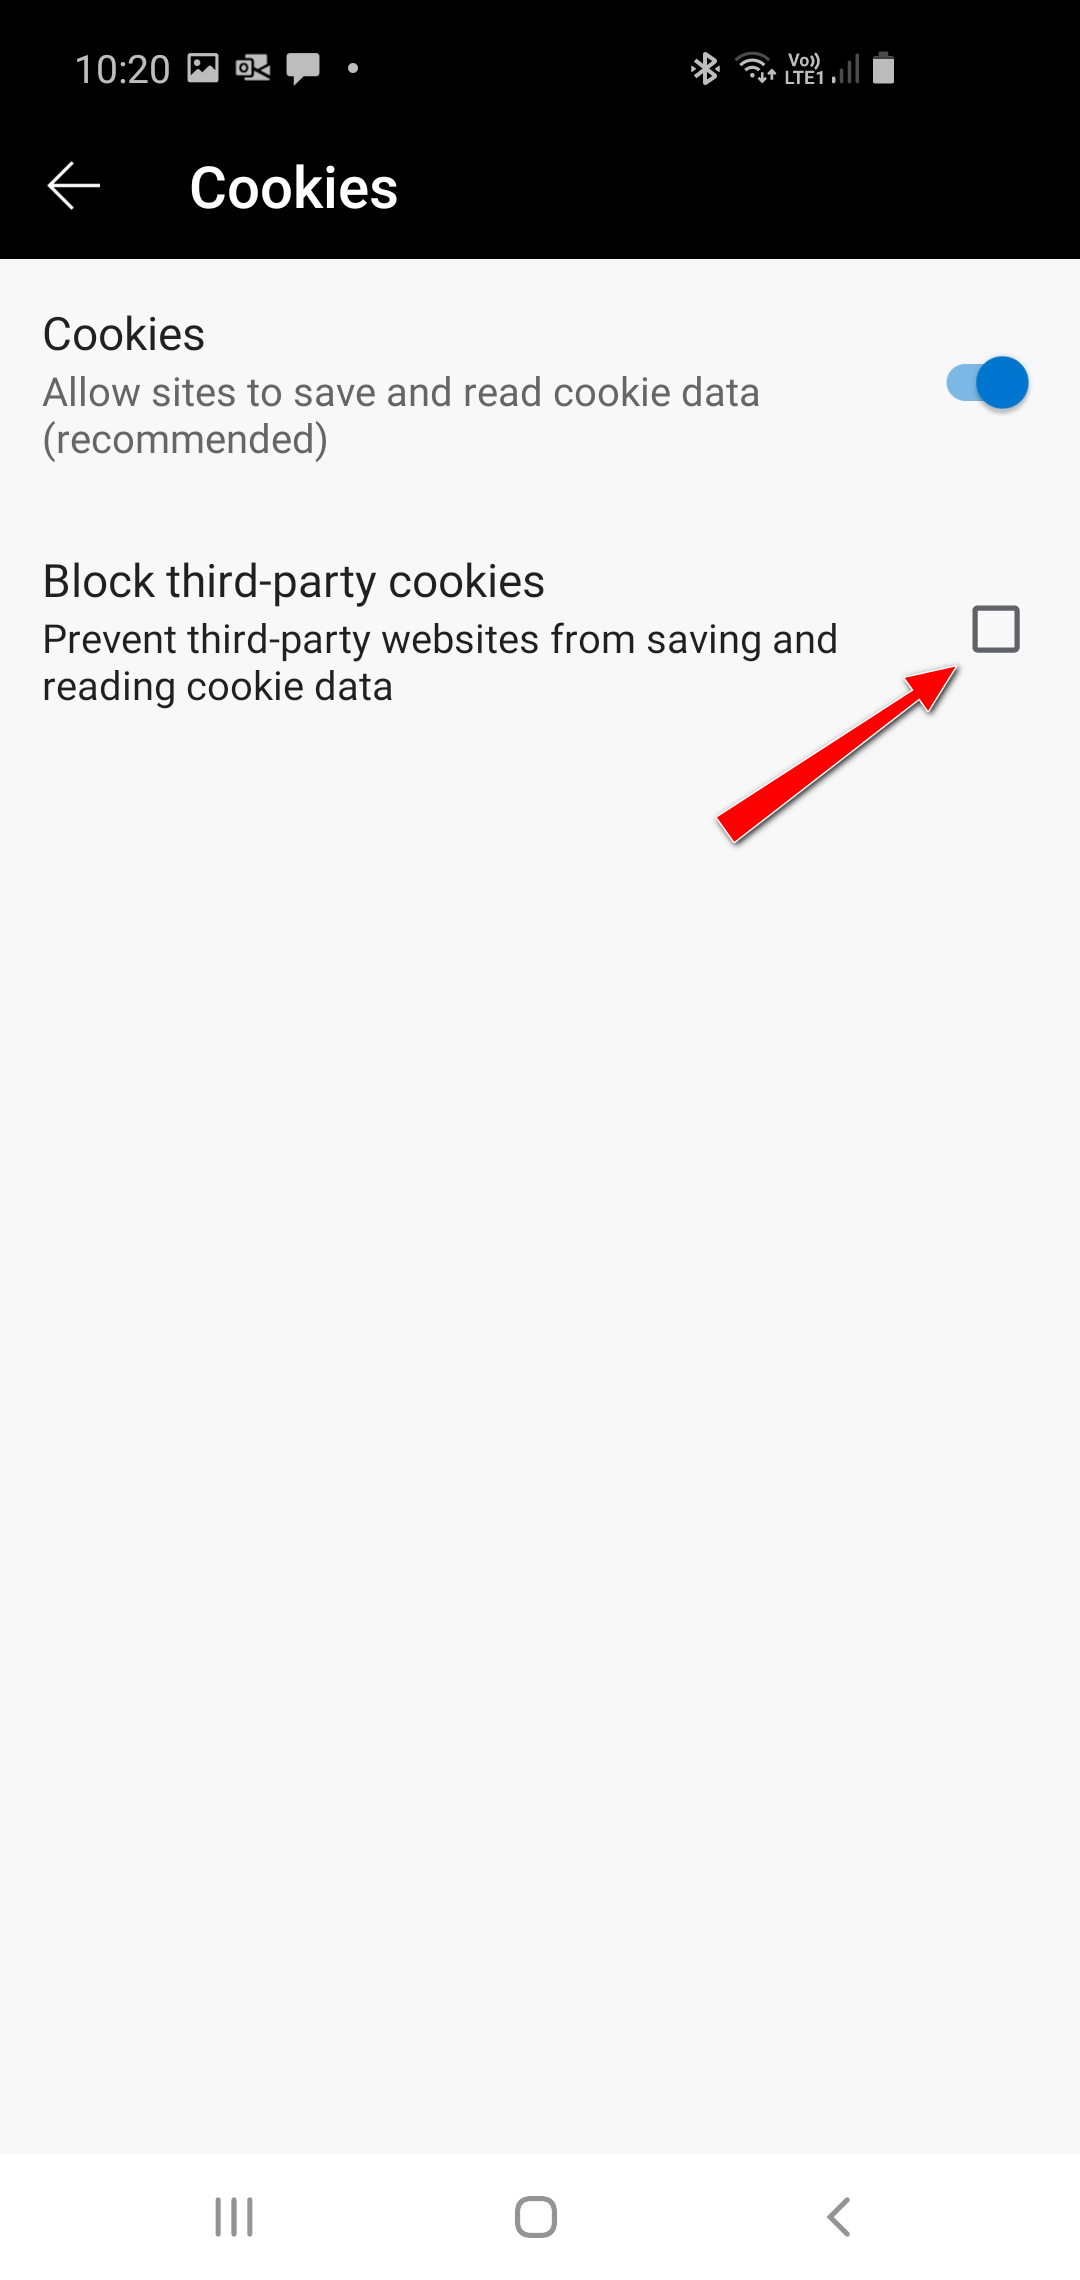 10:20
Vo))
LTE1
Cookies
Cookies
Allow sites to save and read cookie data
(recommended)
Block third-party cookies
Prevent third-party websites from saving and
reading cookie data